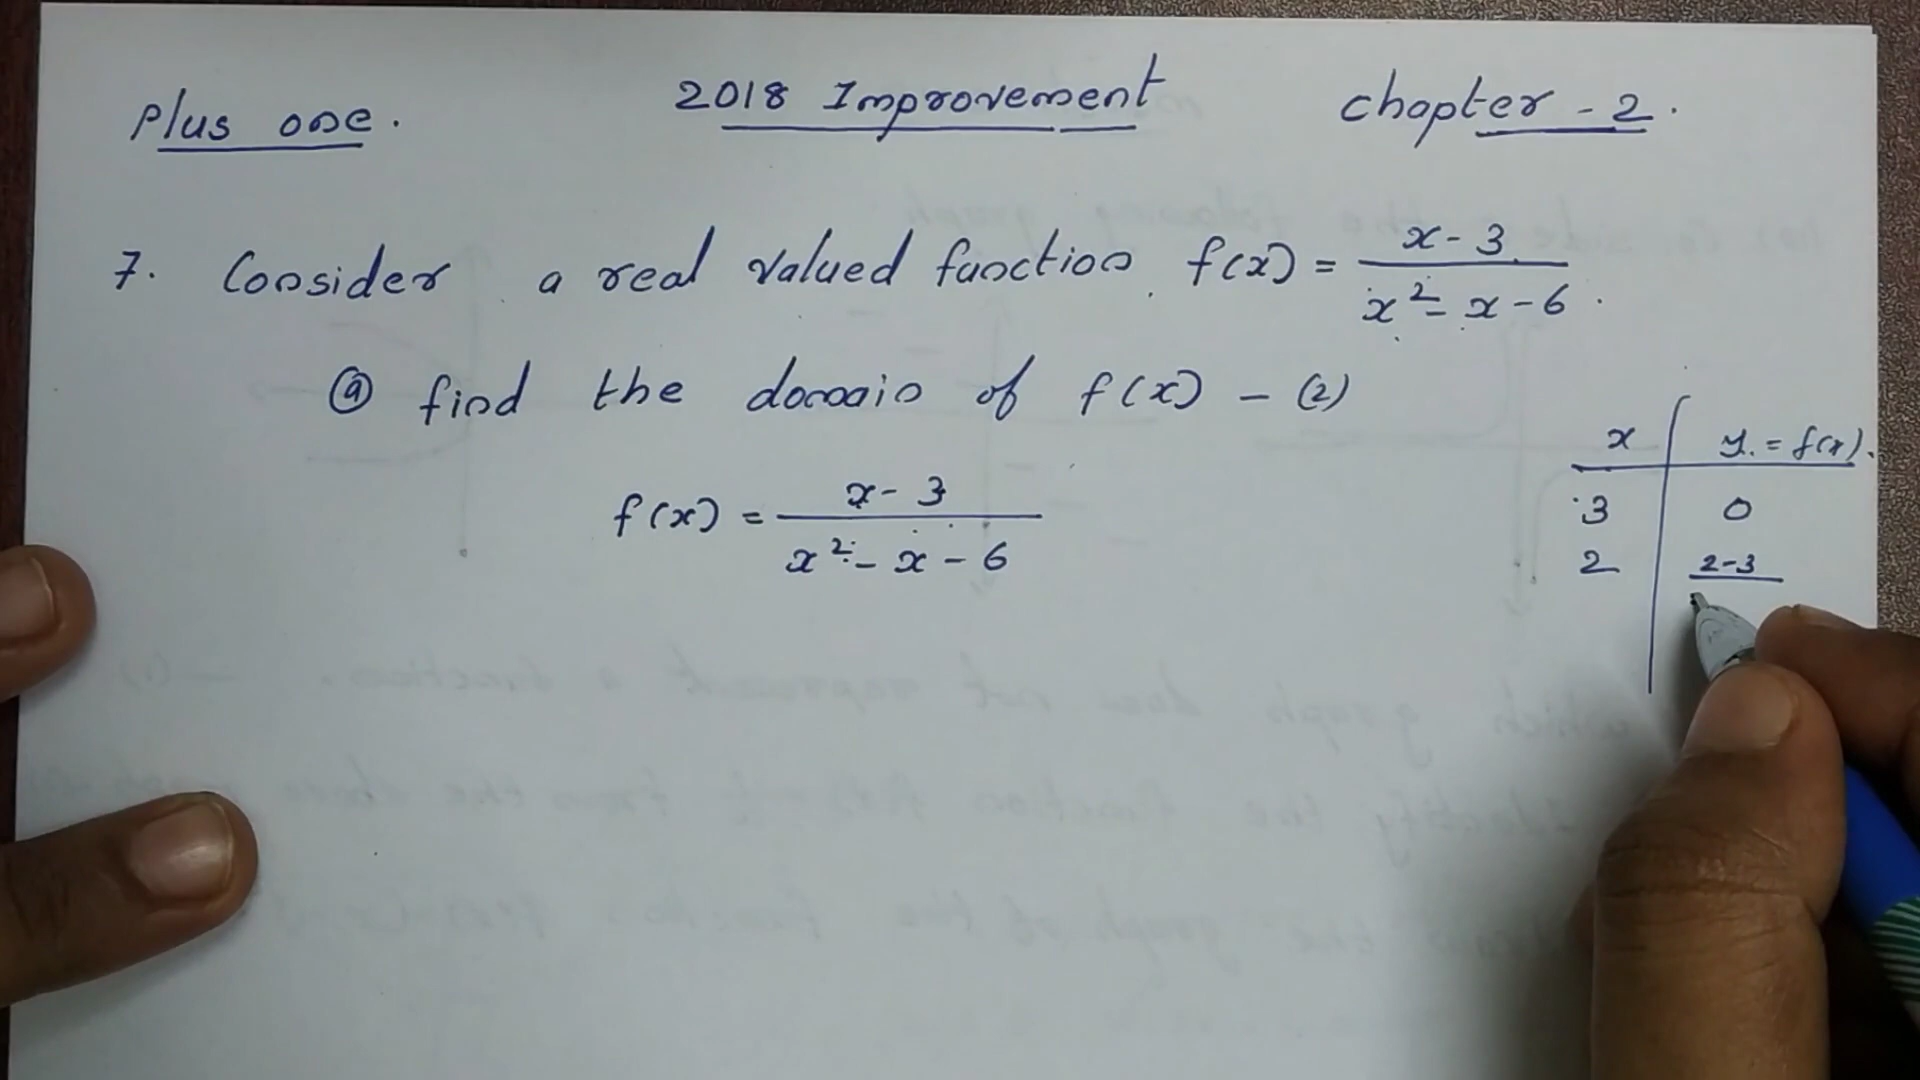 Plus one.
2018 Improvement
chapter - 2.
7. Consider a real valued function f(x) = x - 3 / x² - x - 6.
(a) find the domain of f(x) - (2)
f(x) = x - 3 / x² - x - 6
x | y = f(x).
3 | 0
2 | 2-3